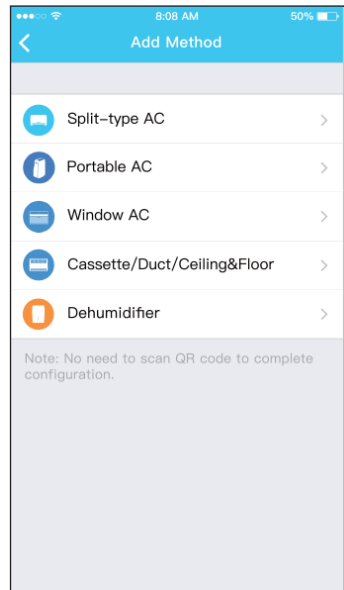 8:08 AM 50%
Add Method
Split-type AC
Portable AC
Window AC
Cassette/Duct/Ceiling&Floor
Dehumidifier
Note: No need to scan QR code to complete
configuration.